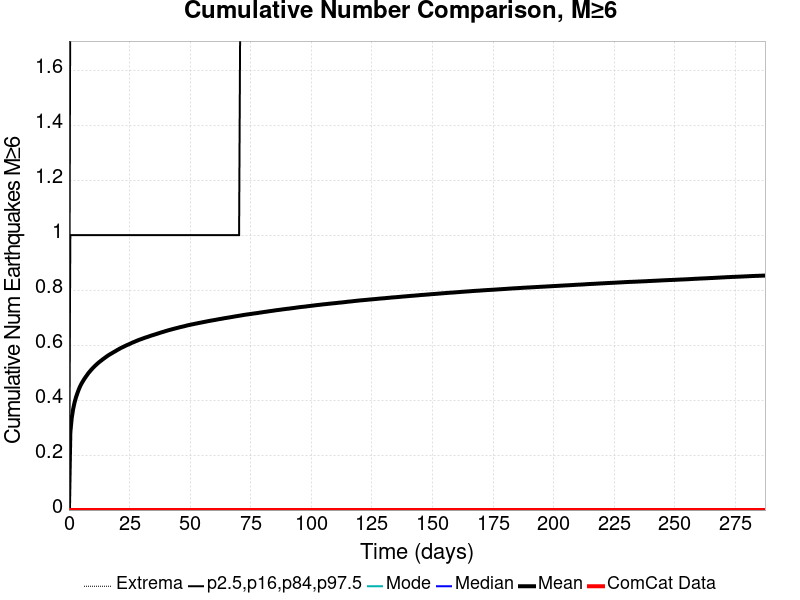 Cumulative Number Comparison, M≥6
Cumulative Num Earthquakes M≥6
1.6
1.4
1.2
1
0.8
0.6
0.4
0.2
0
0 25 50 75 100 125 150 175 200 225 250 275
Time (days)
Extrema p2.5,p16,p84,p97.5 Mode Median Mean ComCat Data